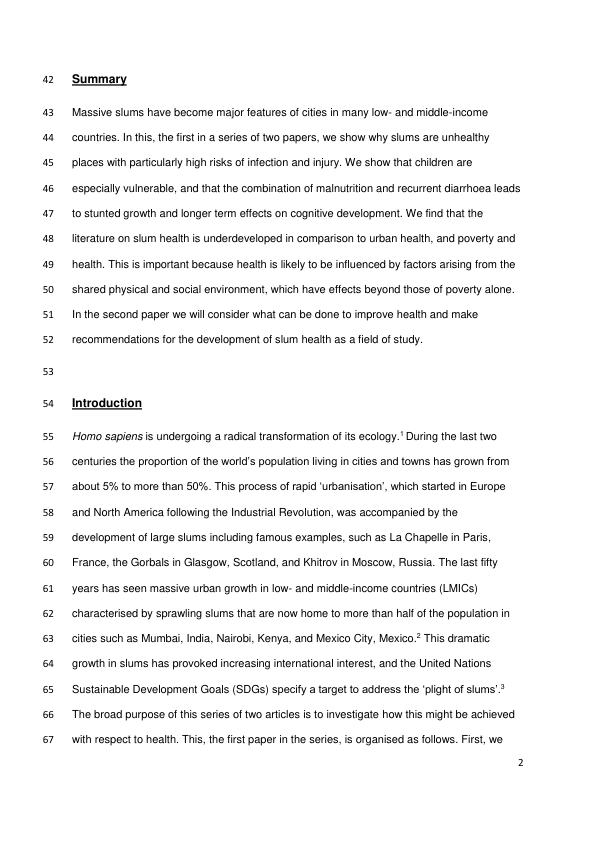 42 Summary
43 Massive slums have become major features of cities in many low- and middle-income
44 countries. In this, the first in a series of two papers, we show why slums are unhealthy
45 places with particularly high risks of infection and injury. We show that children are
46 especially vulnerable, and that the combination of malnutrition and recurrent diarrhoea leads
47 to stunted growth and longer term effects on cognitive development. We find that the
48 literature on slum health is underdeveloped in comparison to urban health, and poverty and
49 health. This is important because health is likely to be influenced by factors arising from the
50 shared physical and social environment, which have effects beyond those of poverty alone.
51 In the second paper we will consider what can be done to improve health and make
52 recommendations for the development of slum health as a field of study.
53
54 Introduction
55 Homo sapiens is undergoing a radical transformation of its ecology.1 During the last two
56 centuries the proportion of the world's population living in cities and towns has grown from
57 about 5% to more than 50%. This process of rapid ‘urbanisation’, which started in Europe
58 and North America following the Industrial Revolution, was accompanied by the
59 development of large slums including famous examples, such as La Chapelle in Paris,
60 France, the Gorbals in Glasgow, Scotland, and Khitrov in Moscow, Russia. The last fifty
61 years has seen massive urban growth in low- and middle-income countries (LMICs)
62 characterised by sprawling slums that are now home to more than half of the population in
63 cities such as Mumbai, India, Nairobi, Kenya, and Mexico City, Mexico.2 This dramatic
64 growth in slums has provoked increasing international interest, and the United Nations
65 Sustainable Development Goals (SDGs) specify a target to address the ‘plight of slums’.3
66 The broad purpose of this series of two articles is to investigate how this might be achieved
67 with respect to health. This, the first paper in the series, is organised as follows. First, we
2